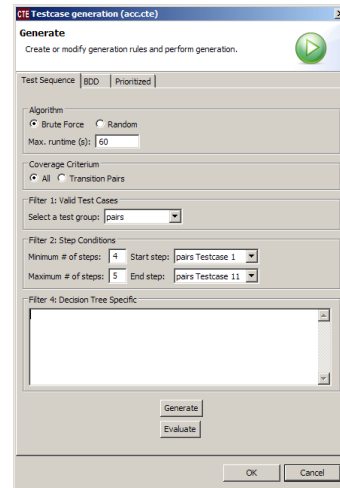 CTE Testcase generation (acc.cte)
Generate
Create or modify generation rules and perform generation.
Test Sequence BDD Prioritized
Algorithm
Brute Force Random
Max. runtime (s): 60
Coverage Criterium
All Transition Pairs
Filter 1: Valid Test Cases
Select a test group: pairs
Filter 2: Step Conditions
Minimum # of steps: 4 Start step: pairs Testcase 1
Maximum # of steps: 5 End step: pairs Testcase 11
Filter 4: Decision Tree Specific
Generate
Evaluate
OK Cancel